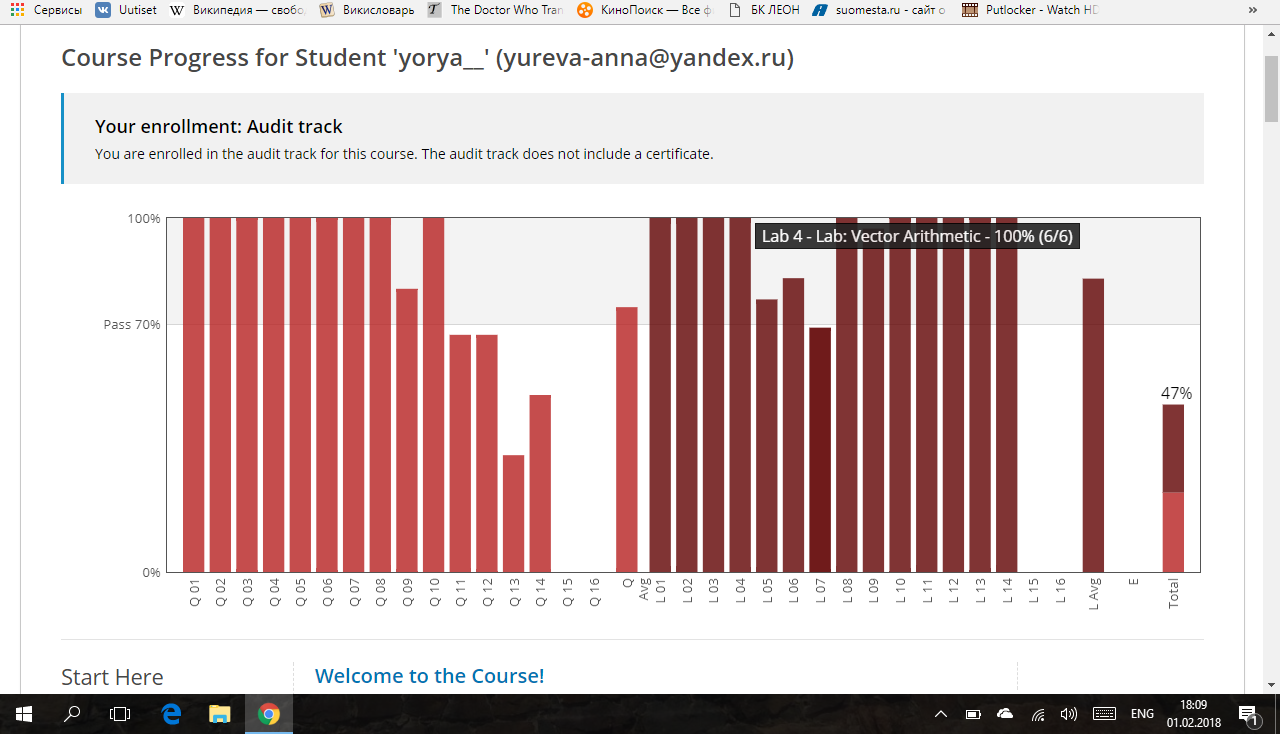 Сервисы Uutiset Википедия — свобо Викисловарь The Doctor Who Tran КиноПоиск — Все ф БК ЛЕОН suomesta.ru - сайт о Putlocker - Watch HD »
Course Progress for Student 'yorya__' (yureva-anna@yandex.ru)
Your enrollment: Audit track
You are enrolled in the audit track for this course. The audit track does not include a certificate.
100%
Lab 4 - Lab: Vector Arithmetic - 100% (6/6)
Pass 70%
47%
0%
Q 01 Q 02 Q 03 Q 04 Q 05 Q 06 Q 07 Q 08 Q 09 Q 10 Q 11 Q 12 Q 13 Q 14 Q 15 Q 16 Q Avg L 01 L 02 L 03 L 04 L 05 L 06 L 07 L 08 L 09 L 10 L 11 L 12 L 13 L 14 L 15 L 16 L Avg E Total
Start Here
Welcome to the Course!
ENG
18:09
01.02.2018
1